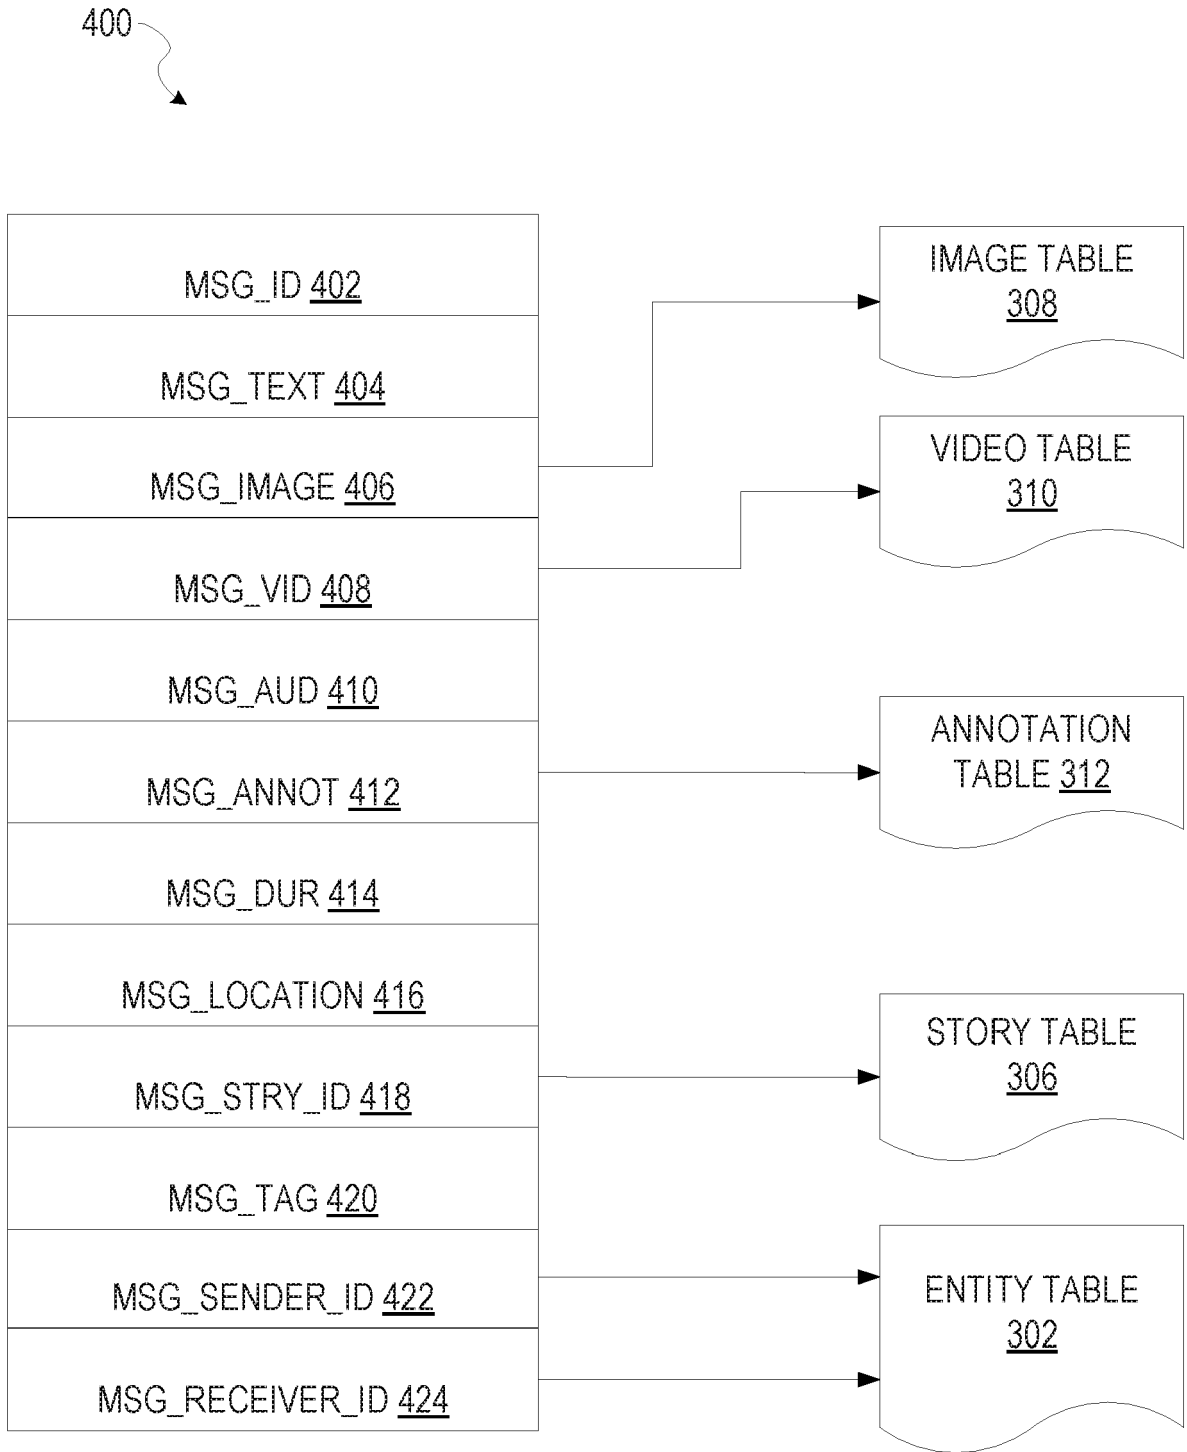 400
MSG_ID 402
MSG_TEXT 404
MSG_IMAGE 406
MSG_VID 408
MSG_AUD 410
MSG_ANNOT 412
MSG_DUR 414
MSG_LOCATION 416
MSG_STRY_ID 418
MSG_TAG 420
MSG_SENDER_ID 422
MSG_RECEIVER_ID 424
IMAGE TABLE
308
VIDEO TABLE
310
ANNOTATION
TABLE 312
STORY TABLE
306
ENTITY TABLE
302